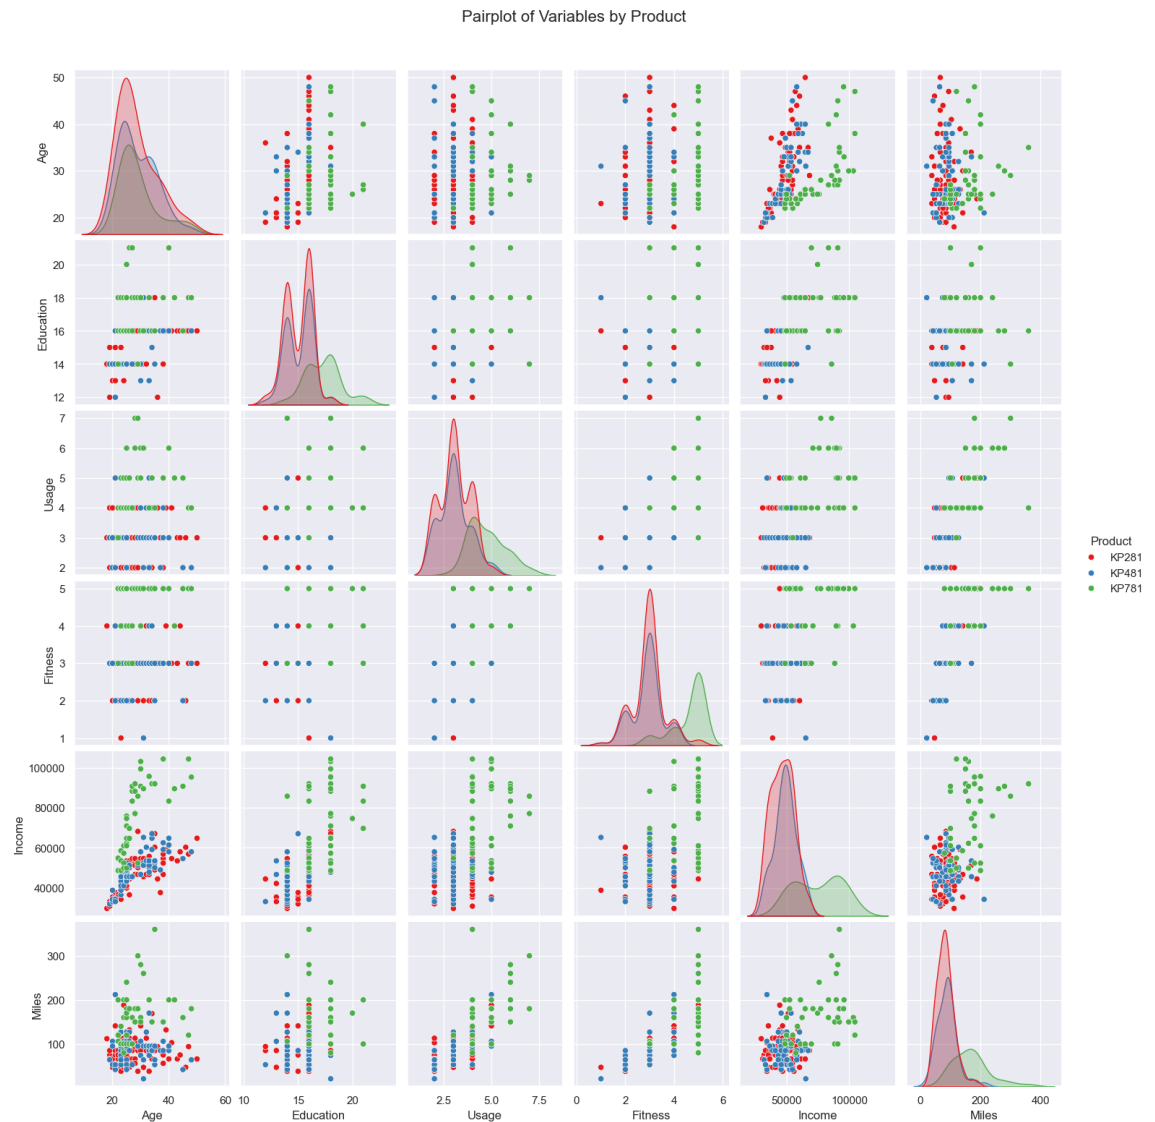 Pairplot of Variables by Product
50
40
30
20
Age
20
18
16
14
12
Education
7
6
5
4
3
2
Usage
Product
KP281
KP481
KP781
5
4
3
2
1
Fitness
100000
80000
60000
40000
Income
300
200
100
Miles
20 40 60 10 15 20 2.5 5.0 7.5 0 2 4 6 50000 100000 0 200 400
Age Education Usage Fitness Income Miles